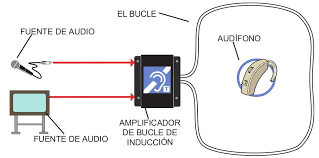 EL BUCLE
FUENTE DE AUDIO
AUDÍFONO
FUENTE DE AUDIO
AMPLIFICADOR
DE BUCLE DE
INDUCCIÓN